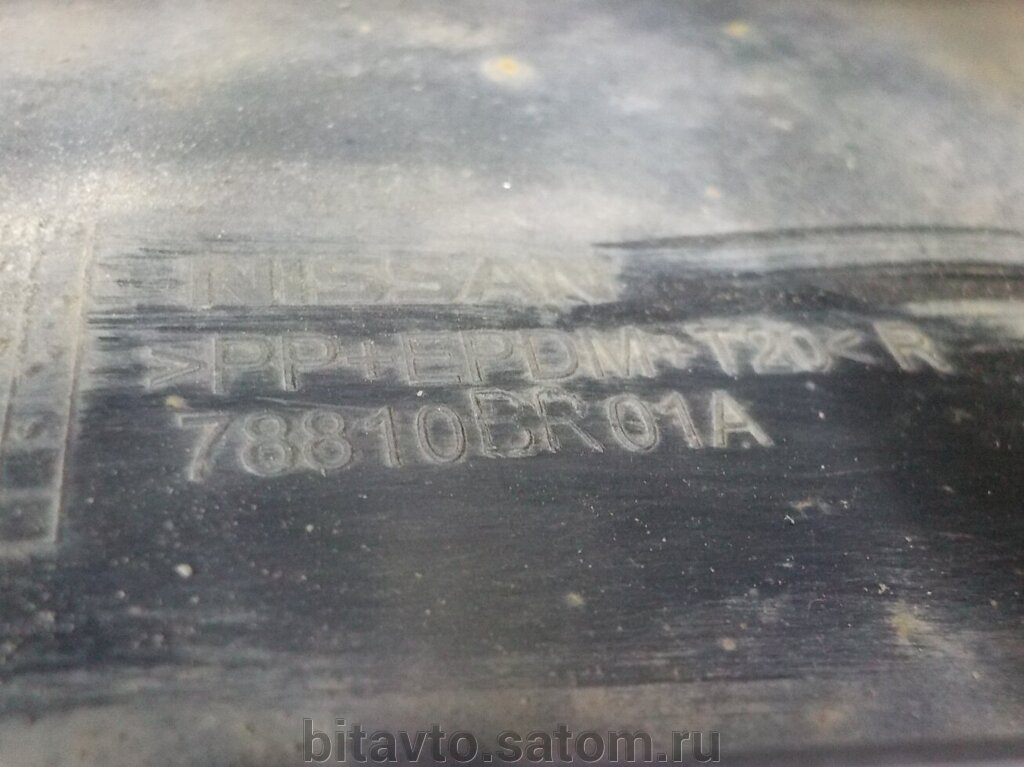 NISSAN
>PP+EPDM-T20<R
78810BR01A
bitavto.satom.ru